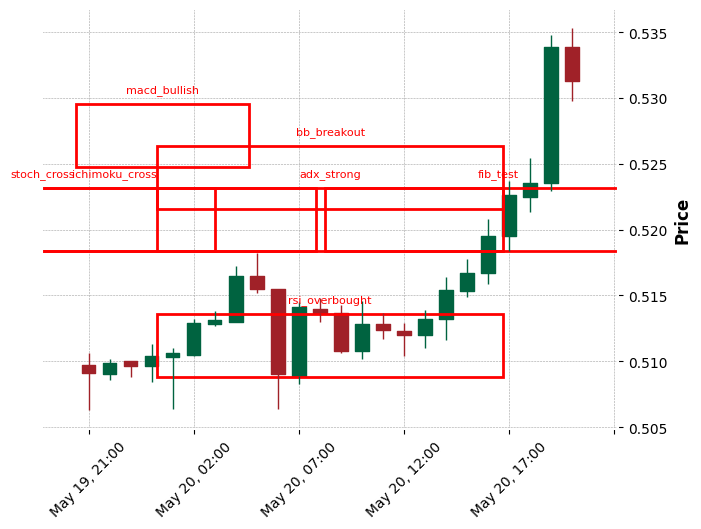 0.535
macd_bullish
0.530
bb_breakout
0.525
stoch_cross
ichimoku_cross
adx_strong
fib_test
0.520
Price
0.515
rsi_overbought
0.510
0.505
May 19, 21:00
May 20, 02:00
May 20, 07:00
May 20, 12:00
May 20, 17:00